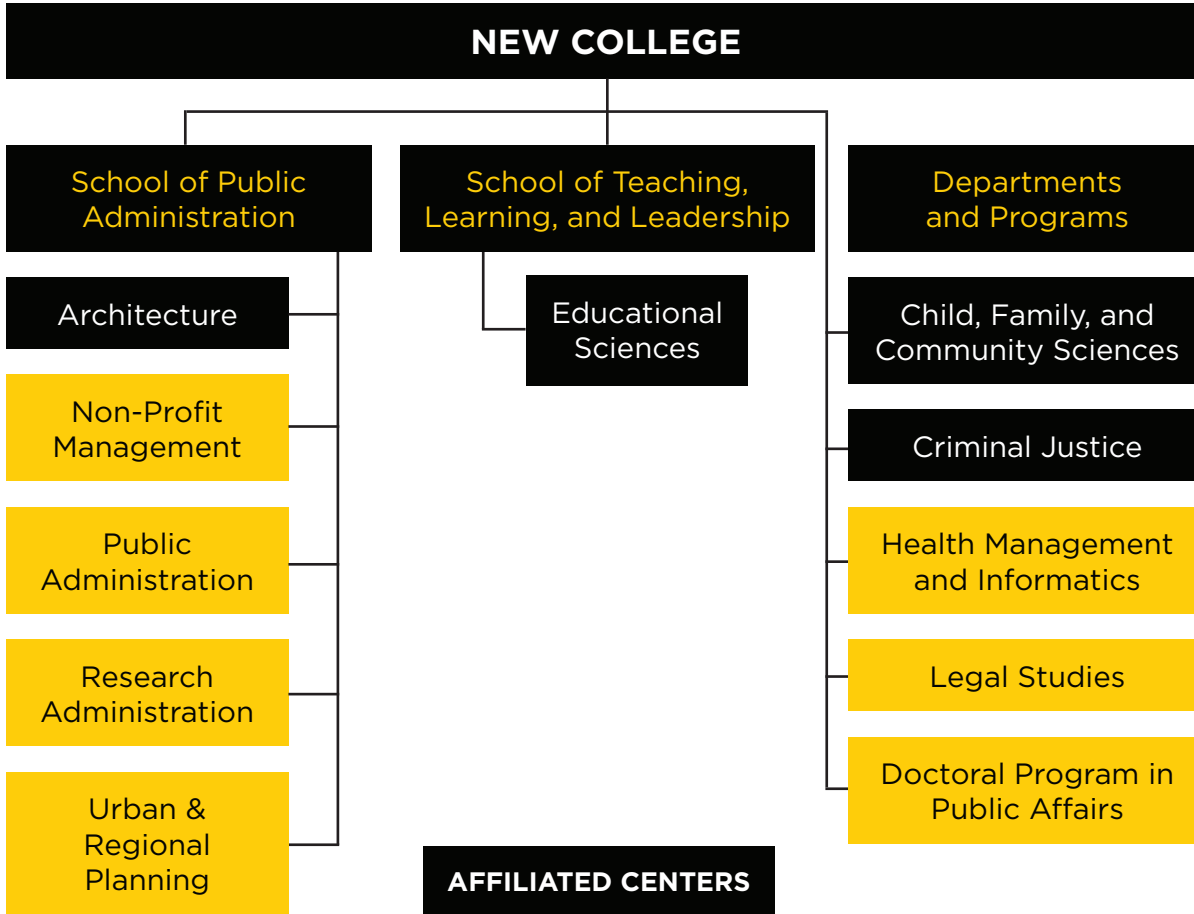 NEW COLLEGE
School of Public
Administration
Architecture
Non-Profit
Management
Public
Administration
Research
Administration
Urban &
Regional
Planning
School of Teaching,
Learning, and Leadership
Educational
Sciences
Departments
and Programs
Child, Family, and
Community Sciences
Criminal Justice
Health Management
and Informatics
Legal Studies
Doctoral Program in
Public Affairs
AFFILIATED CENTERS